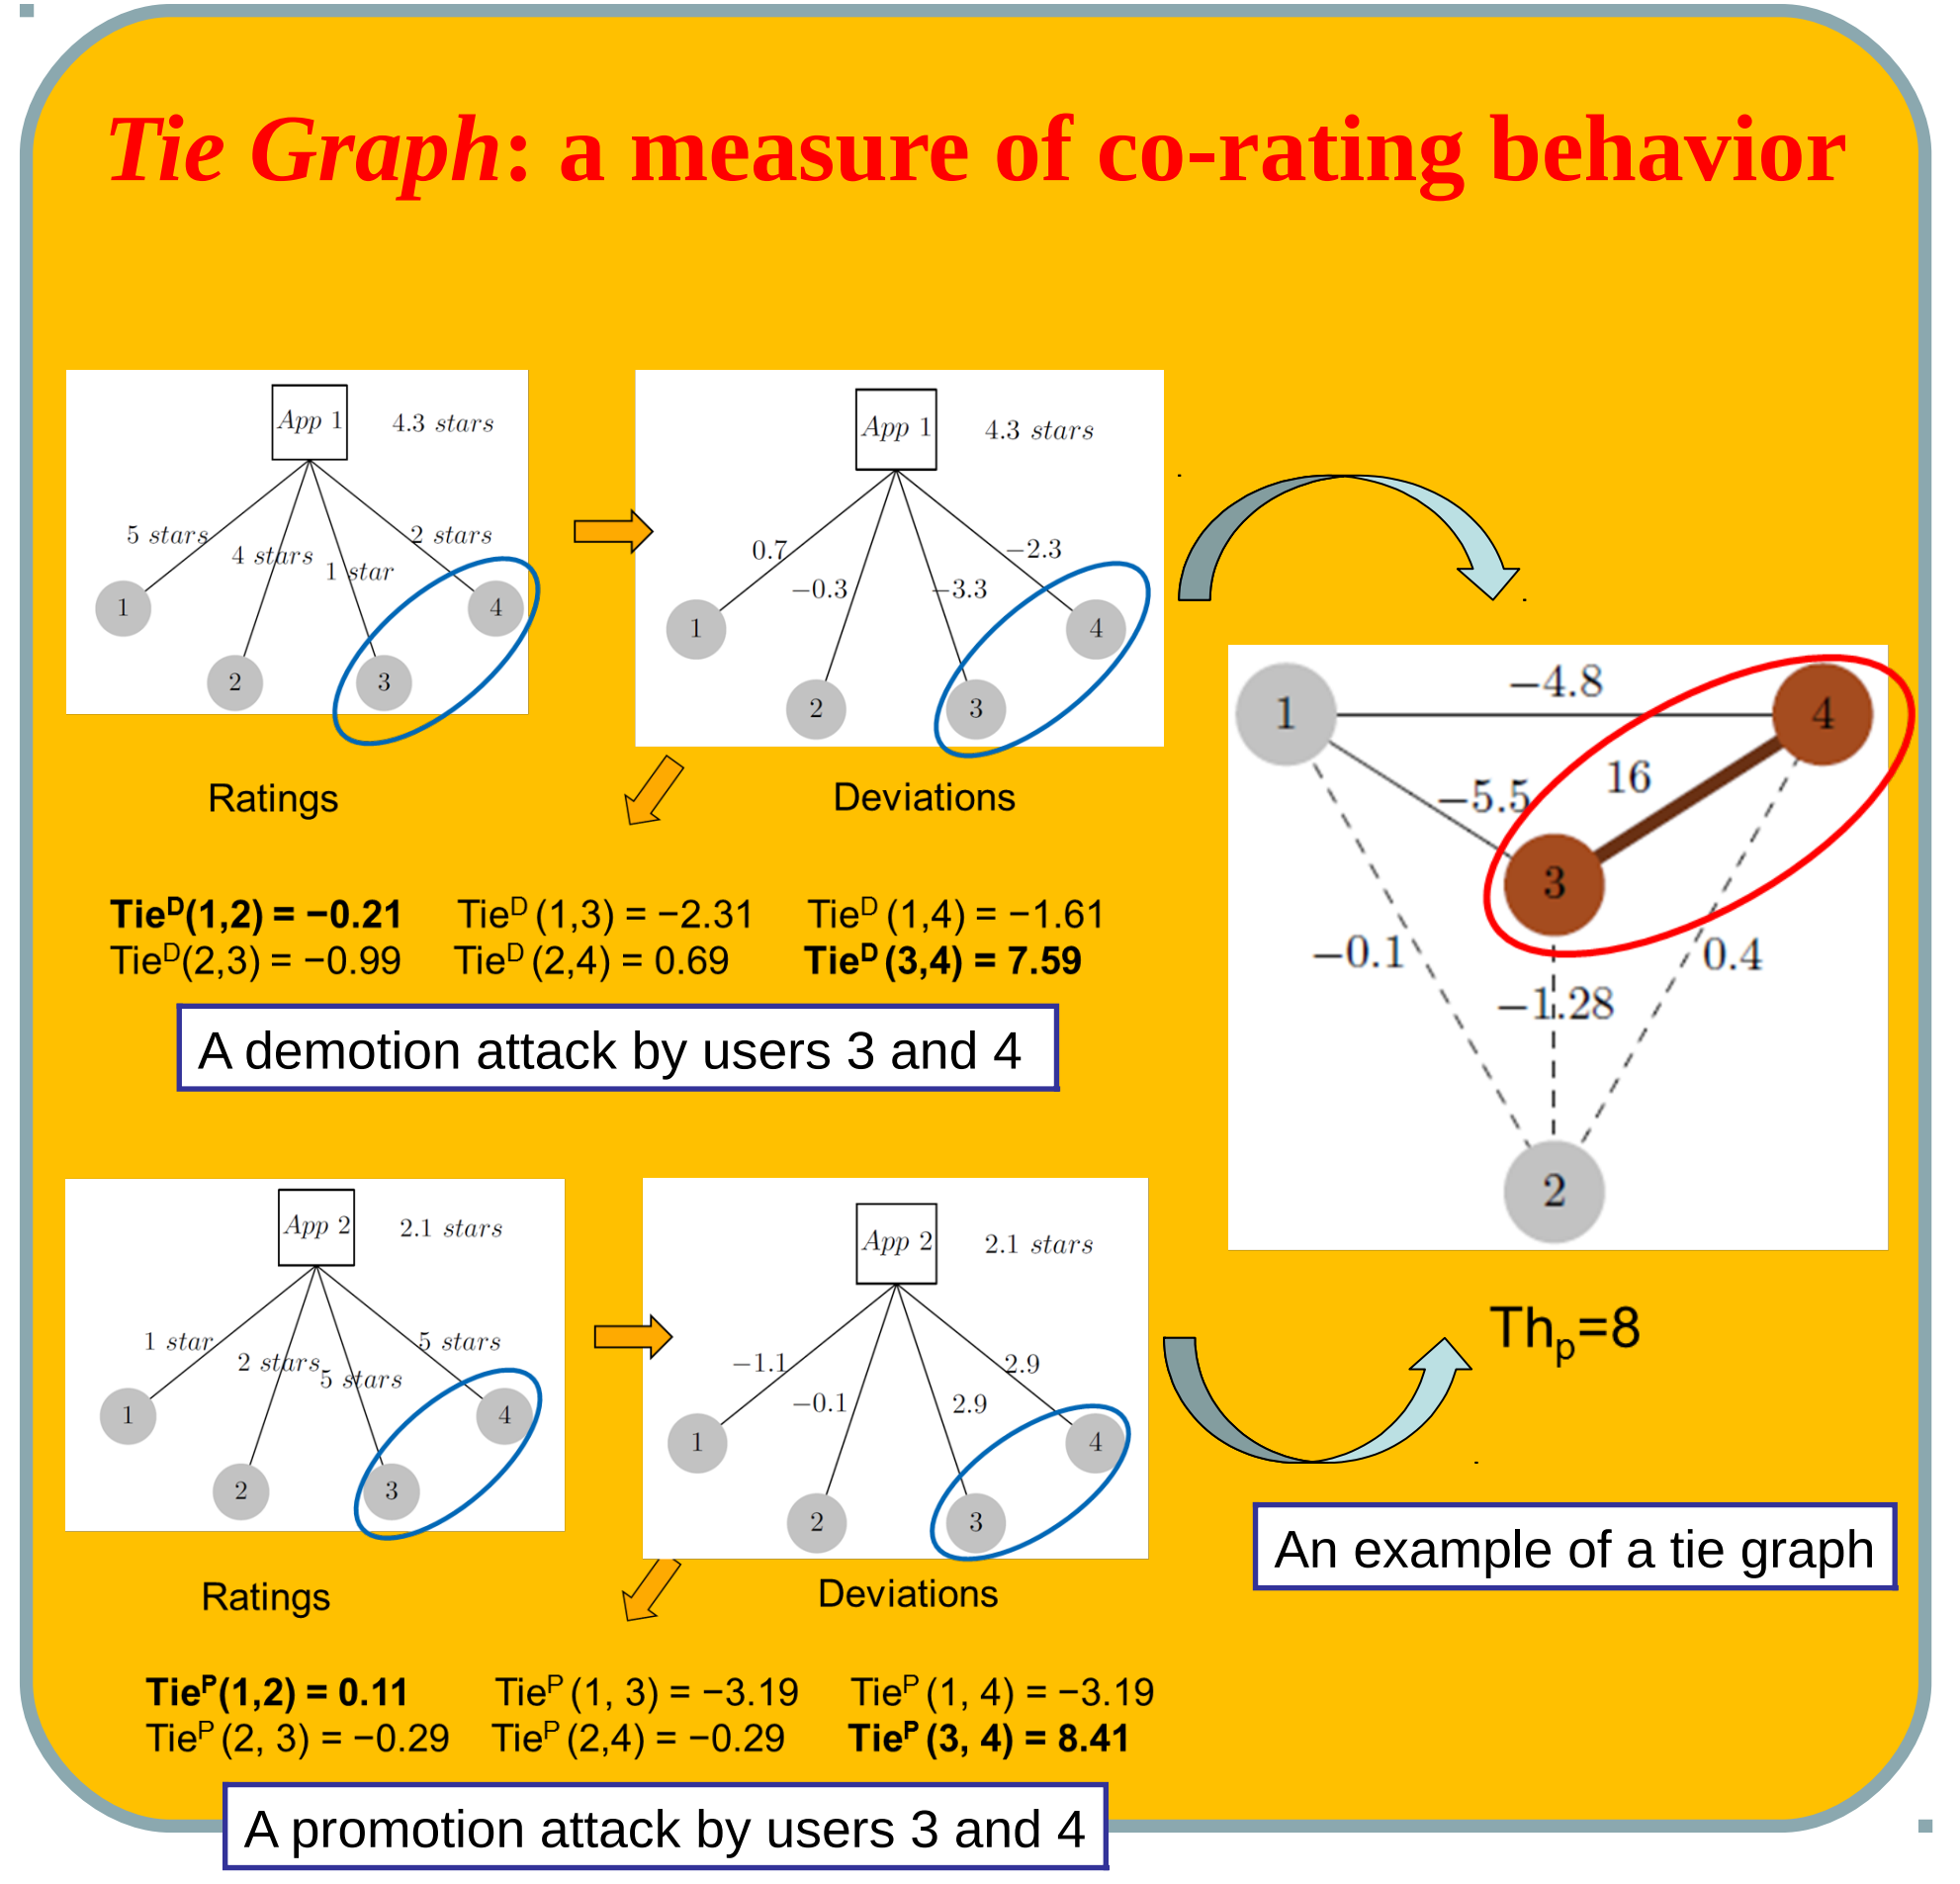 Tie Graph: a measure of co-rating behavior
App 1
4.3 stars
5 stars
4 stars
1 star
2 stars
1
2
3
4
Ratings
App 1
4.3 stars
0.7
−0.3
−3.3
−2.3
1
2
3
4
Deviations
Tieᴰ(1,2) = −0.21 Tieᴰ (1,3) = −2.31 Tieᴰ (1,4) = −1.61
Tieᴰ(2,3) = −0.99 Tieᴰ (2,4) = 0.69 Tieᴰ (3,4) = 7.59
A demotion attack by users 3 and 4
1
−4.8
4
16
−5.5
3
−0.1
0.4
−1.28
2
Thp=8
An example of a tie graph
App 2
2.1 stars
1 star
2 stars
5 stars
5 stars
1
2
3
4
Ratings
App 2
2.1 stars
−1.1
−0.1
2.9
2.9
1
2
3
4
Deviations
Tieᴾ(1,2) = 0.11 Tieᴾ (1, 3) = −3.19 Tieᴾ (1, 4) = −3.19
Tieᴾ (2, 3) = −0.29 Tieᴾ (2,4) = −0.29 Tieᴾ (3, 4) = 8.41
A promotion attack by users 3 and 4